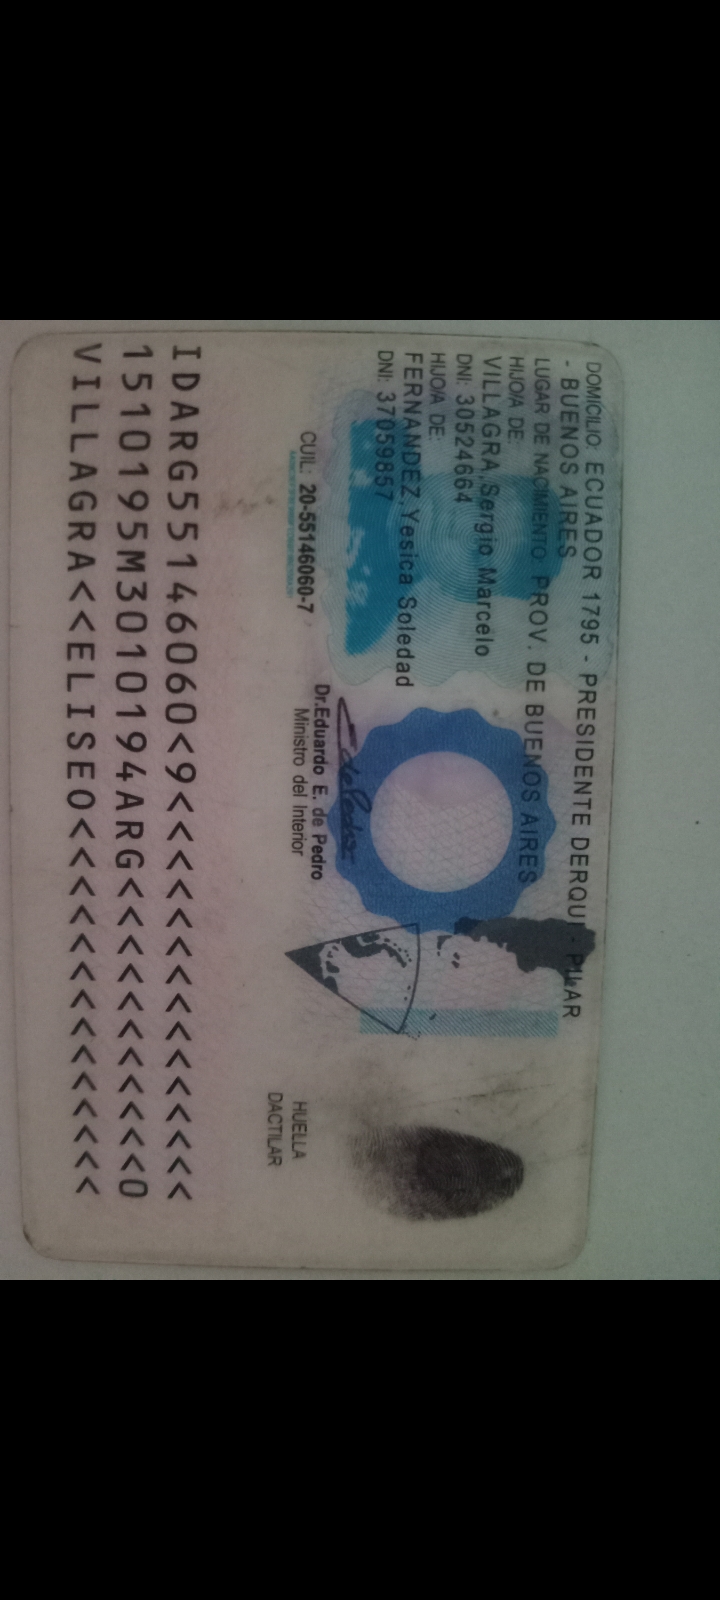 DOMICILIO: ECUADOR 1795 - PRESIDENTE DERQUI - PILAR
- BUENOS AIRES
LUGAR DE NACIMIENTO: PROV. DE BUENOS AIRES
HIJO/A DE:
VILLAGRA,Sergio Marcelo
DNI: 30524664
HIJO/A DE:
FERNANDEZ,Yesica Soledad
DNI: 37059857
CUIL: 20-55146060-7
Dr.Eduardo E. de Pedro
Ministro del Interior
HUELLA
DACTILAR
IDARG55146060<9<<<<<<<<<<<<<<<
1510195M3010194ARG<<<<<<<<<<<0
VILLAGRA<<ELISEO<<<<<<<<<<<<<<